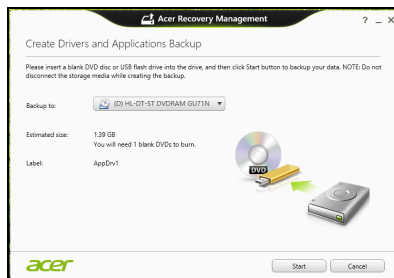 Acer Recovery Management
? _ X
Create Drivers and Applications Backup
Please insert a blank DVD disc or USB flash drive into the drive, and then click Start button to backup your data. NOTE: Do not
disconnect the storage media while creating the backup.
Backup to: (D) HL-DT-ST DVDRAM GU71N
Estimated size: 1.39 GB
You will need 1 blank DVDs to burn.
Label: AppDrv1
DVD
acer
Start Cancel